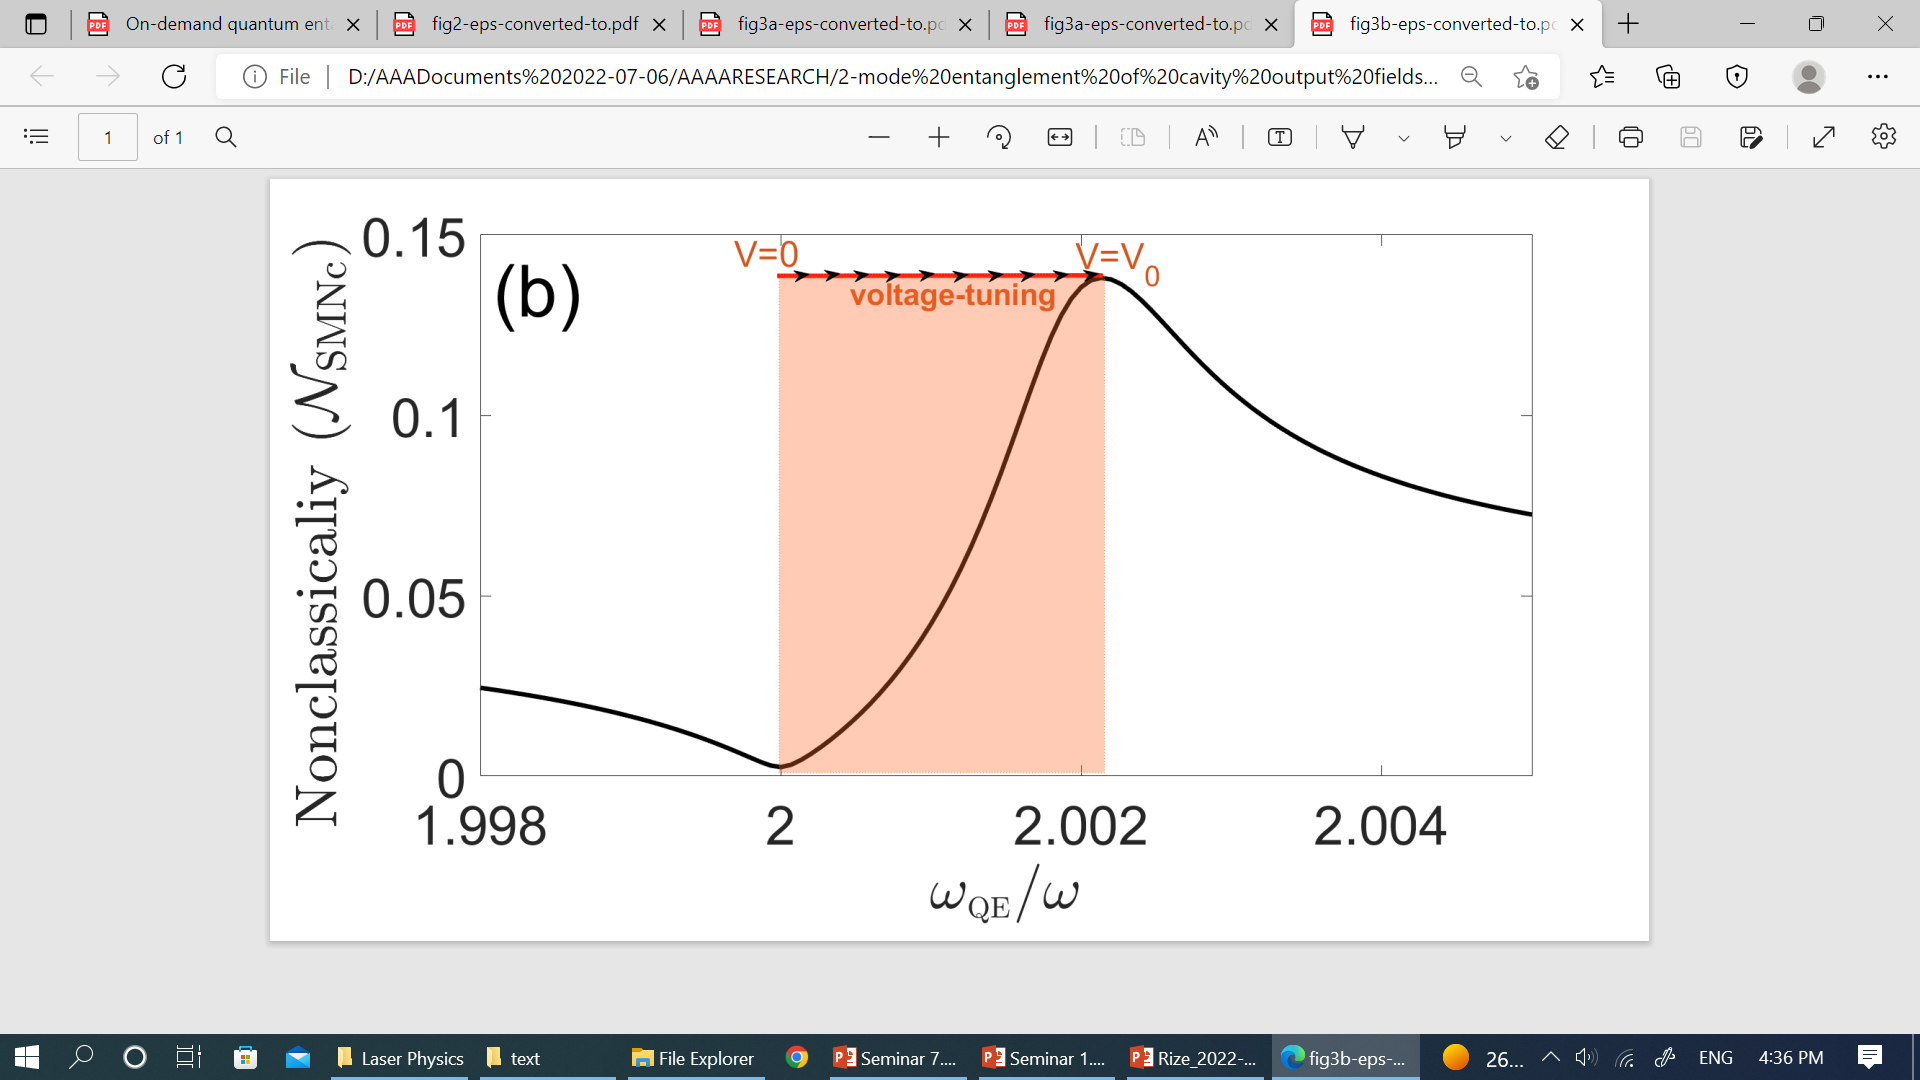 On-demand quantum ent
fig2-eps-converted-to.pdf
fig3a-eps-converted-to.pd
fig3a-eps-converted-to.pd
fig3b-eps-converted-to.pd
File
D:/AAADocuments%202022-07-06/AAAARESEARCH/2-mode%20entanglement%20of%20cavity%20output%20fields...
1
of 1
(b)
V=0
V=V0
voltage-tuning
Nonclassicaliy (𝒩SMNc)
0.15
0.1
0.05
0
1.998
2
2.002
2.004
ωQE/ω
Laser Physics
text
File Explorer
Seminar 7....
Seminar 1....
Rize_2022-...
fig3b-eps-...
26...
ENG
4:36 PM